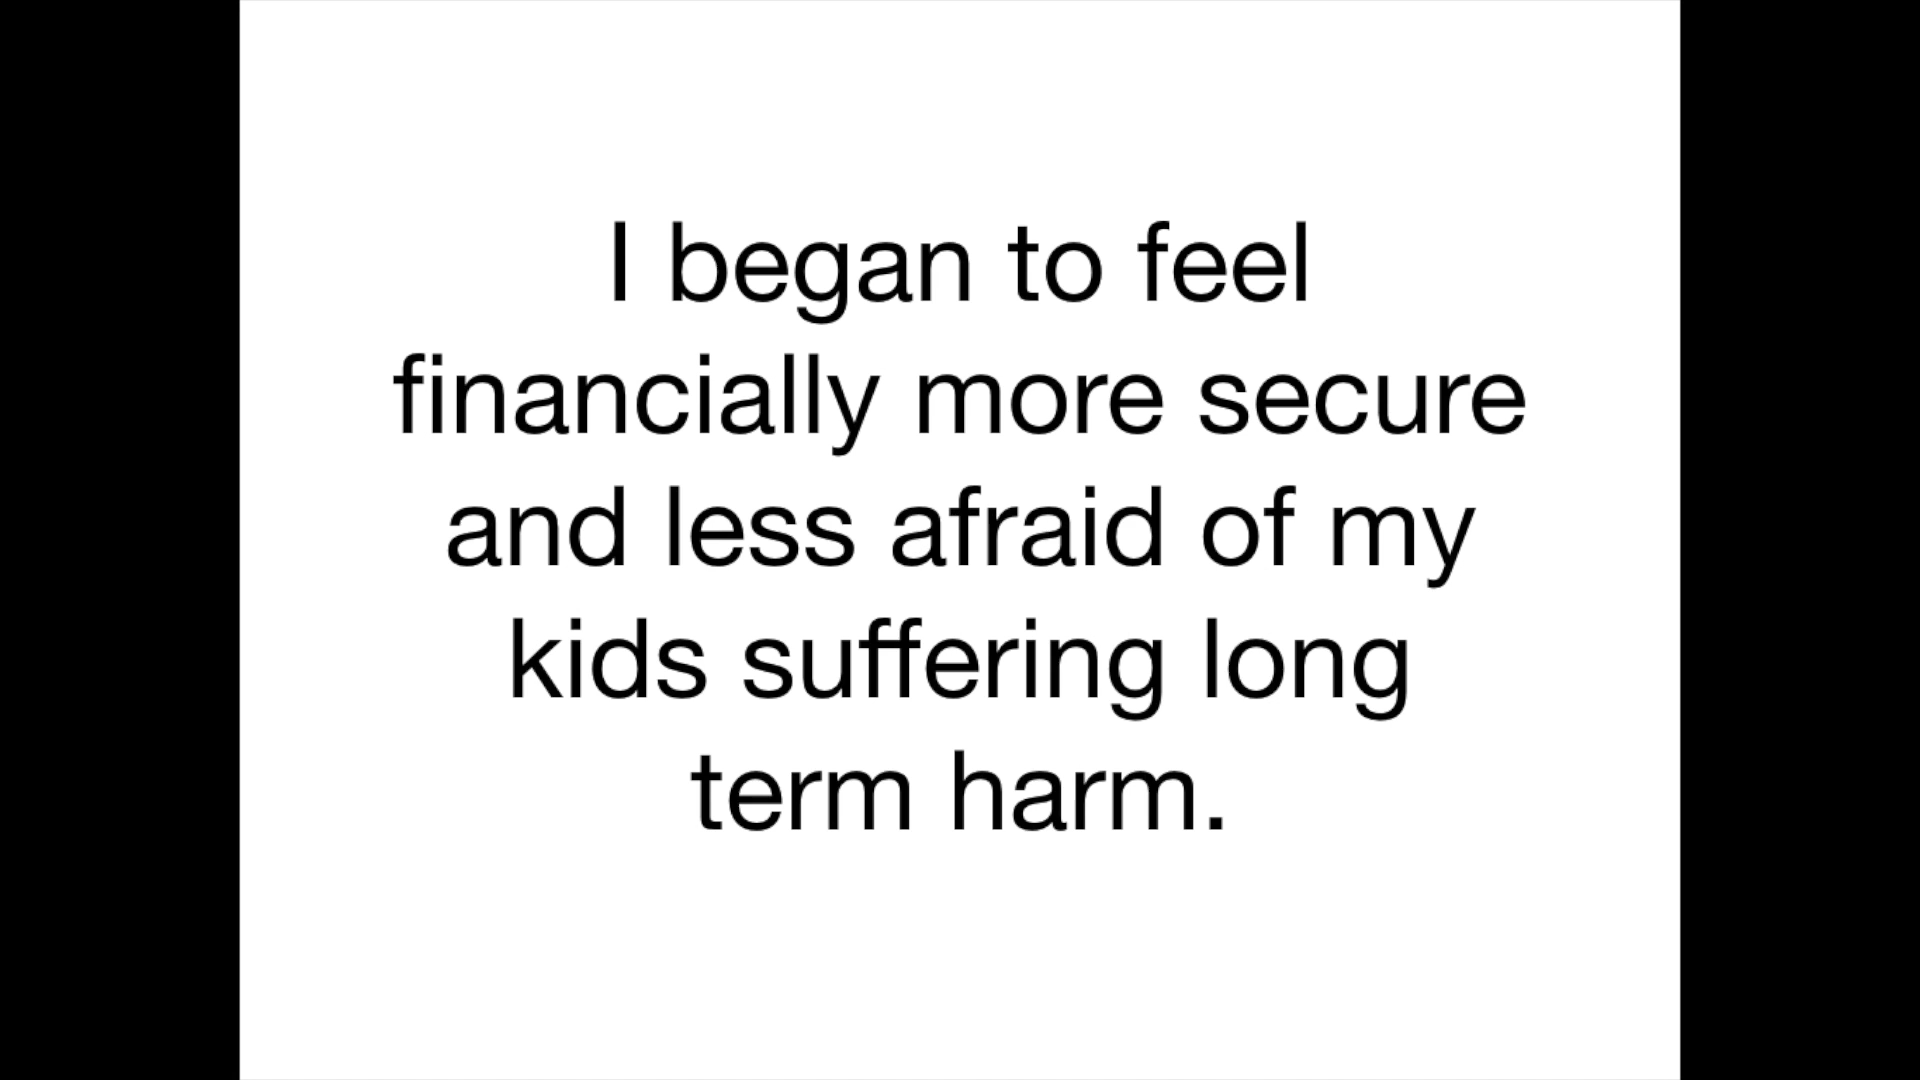 I began to feel
financially more secure
and less afraid of my
kids suffering long
term harm.